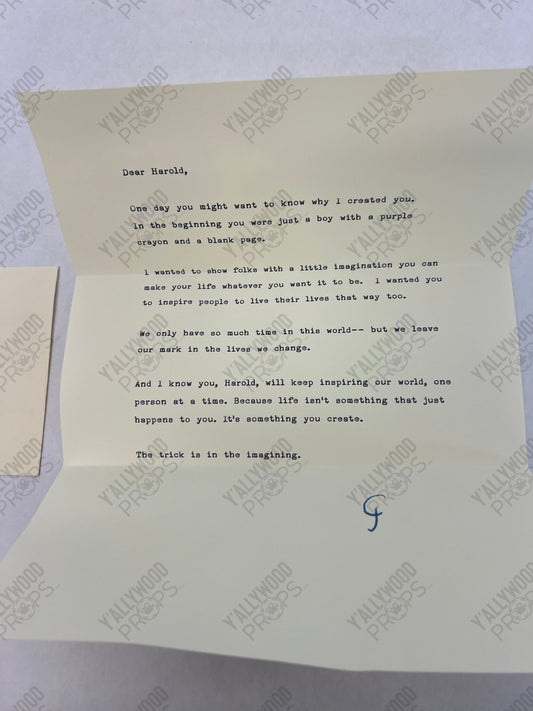 Dear Harold,
One day you might want to know why I created you.
In the beginning you were just a boy with a purple
crayon and a blank page.
I wanted to show folks with a little imagination you can
make your life whatever you want it to be. I wanted you
to inspire people to live their lives that way too.
We only have so much time in this world-- but we leave
our mark in the lives we change.
And I know you, Harold, will keep inspiring our world, one
person at a time. Because life isn't something that just
happens to you. It's something you create.
The trick is in the imagining.
Y'ALLYWOOD
PROPS